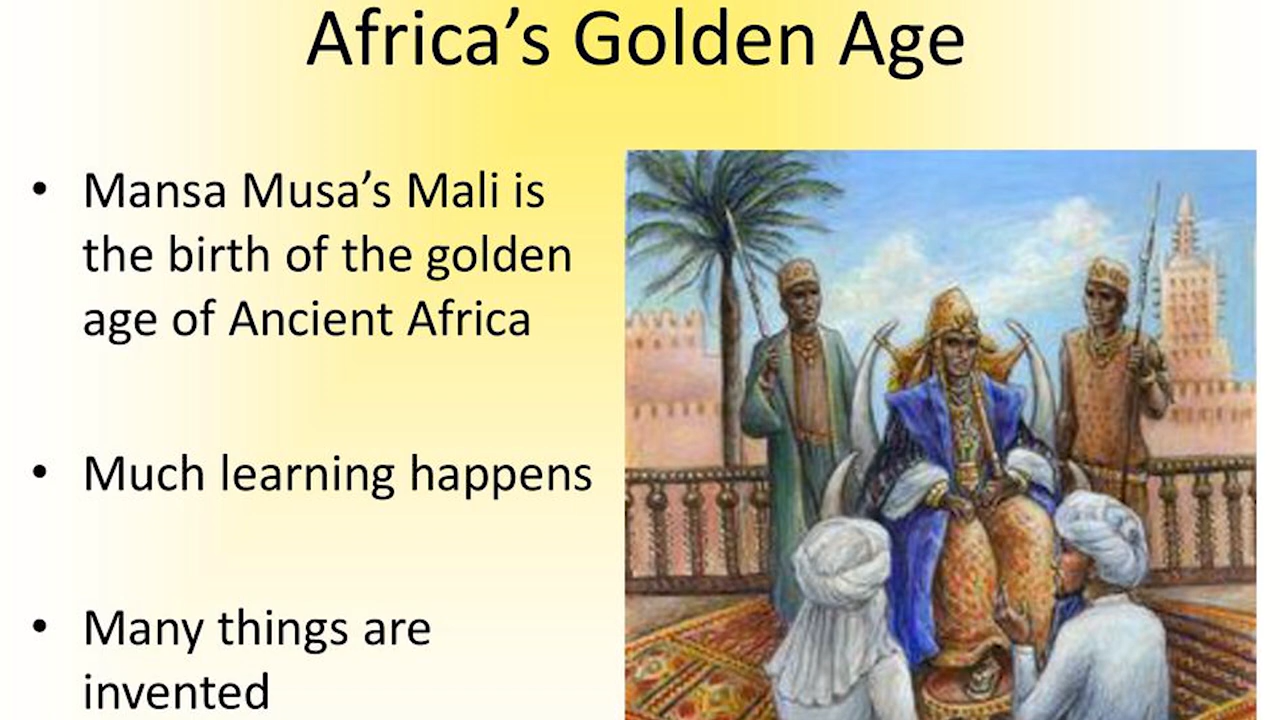 Africa’s Golden Age
• Mansa Musa’s Mali is
the birth of the golden
age of Ancient Africa
• Much learning happens
• Many things are
invented